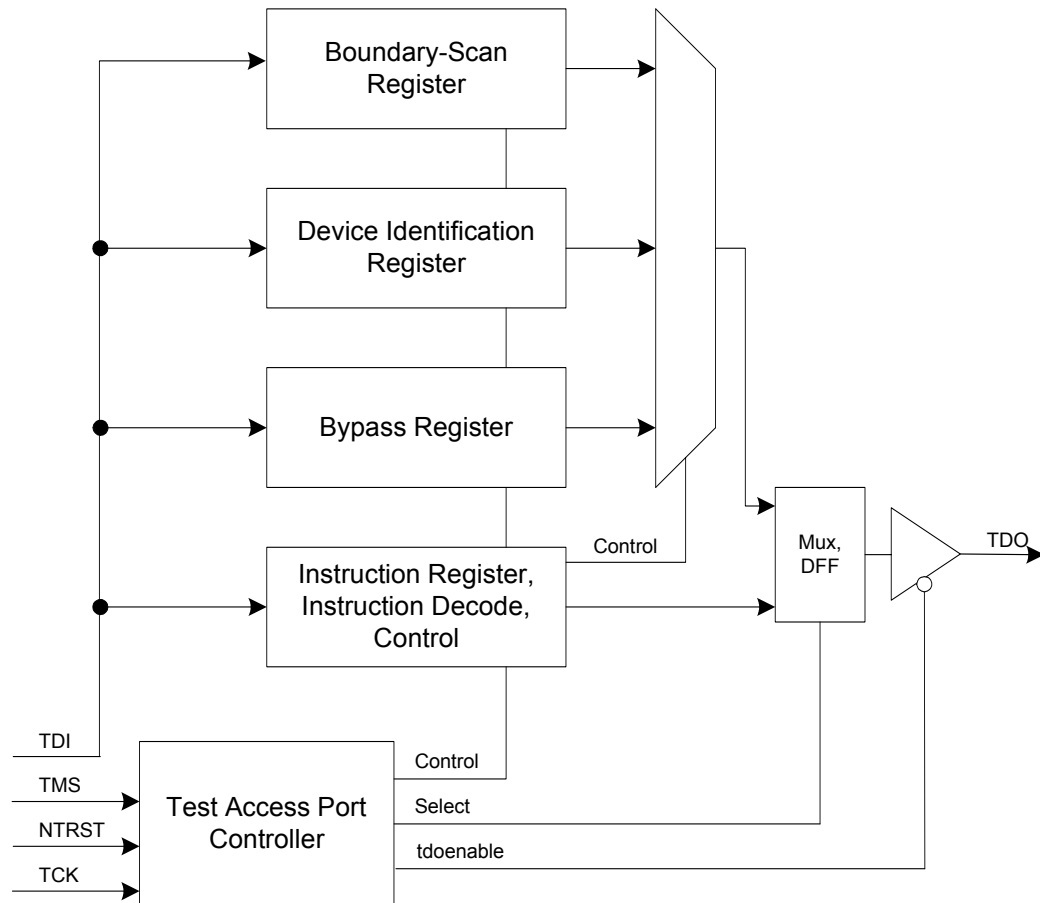 Boundary-Scan
Register
Device Identification
Register
Bypass Register
Control
Instruction Register,
Instruction Decode,
Control
Mux,
DFF
TDO
TDI
TMS
NTRST
TCK
Test Access Port
Controller
Control
Select
tdoenable